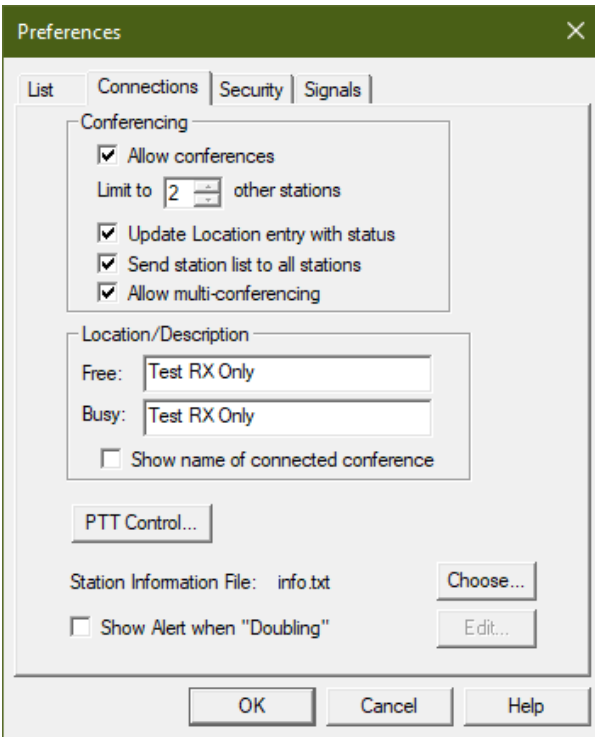 Preferences
List Connections Security Signals
Conferencing
Allow conferences
Limit to 2 other stations
Update Location entry with status
Send station list to all stations
Allow multi-conferencing
Location/Description
Free: Test RX Only
Busy: Test RX Only
Show name of connected conference
PTT Control...
Station Information File: info.txt Choose...
Show Alert when "Doubling" Edit...
OK Cancel Help